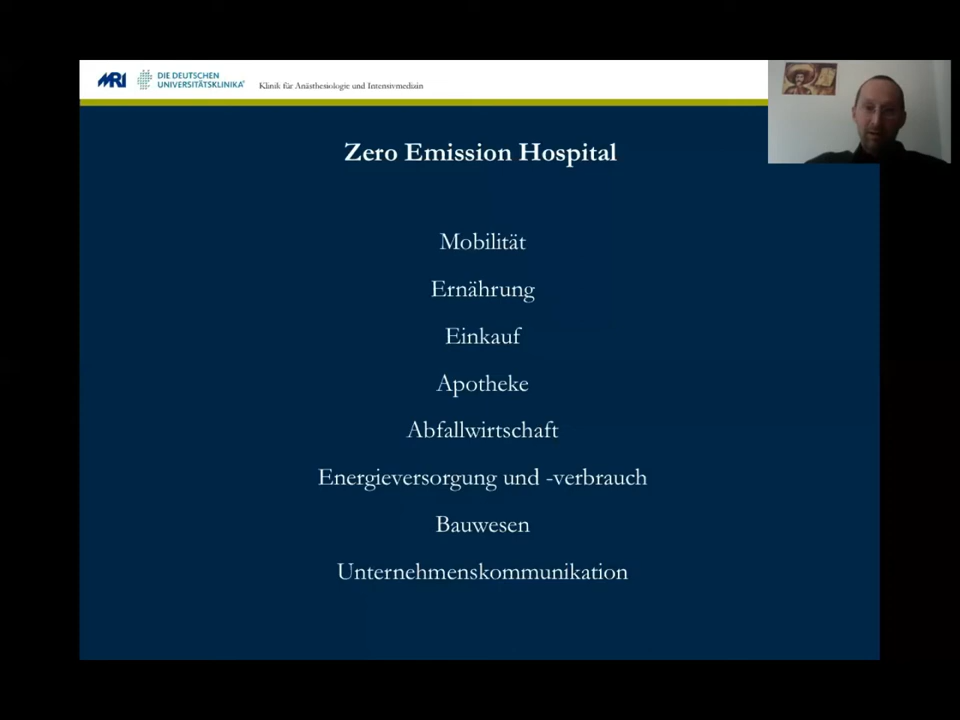 MRI
DIE DEUTSCHEN
UNIVERSITÄTSKLINIKA®
Klinik für Anästhesiologie und Intensivmedizin
Zero Emission Hospital
Mobilität
Ernährung
Einkauf
Apotheke
Abfallwirtschaft
Energieversorgung und -verbrauch
Bauwesen
Unternehmenskommunikation